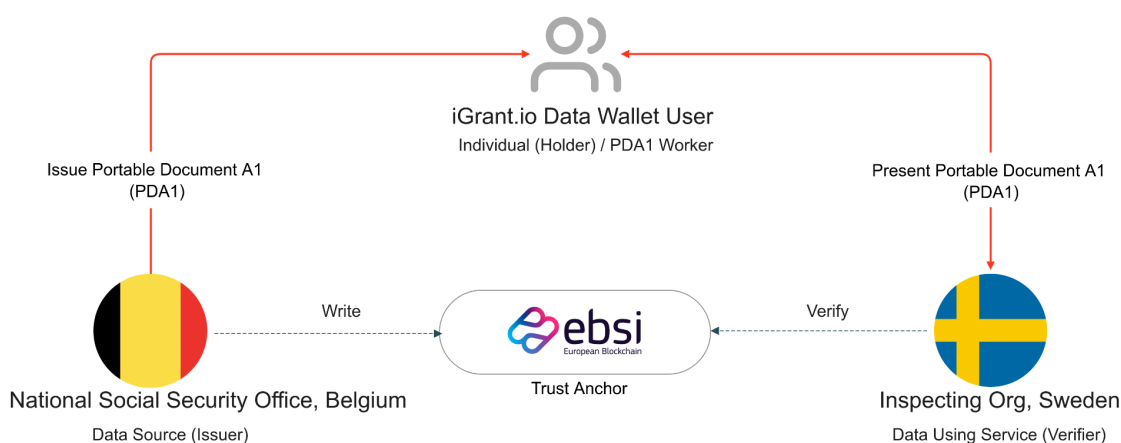 iGrant.io Data Wallet User
Individual (Holder) / PDA1 Worker
Issue Portable Document A1
(PDA1)
Present Portable Document A1
(PDA1)
Write
ebsi
European Blockchain
Verify
Trust Anchor
National Social Security Office, Belgium
Data Source (Issuer)
Inspecting Org, Sweden
Data Using Service (Verifier)